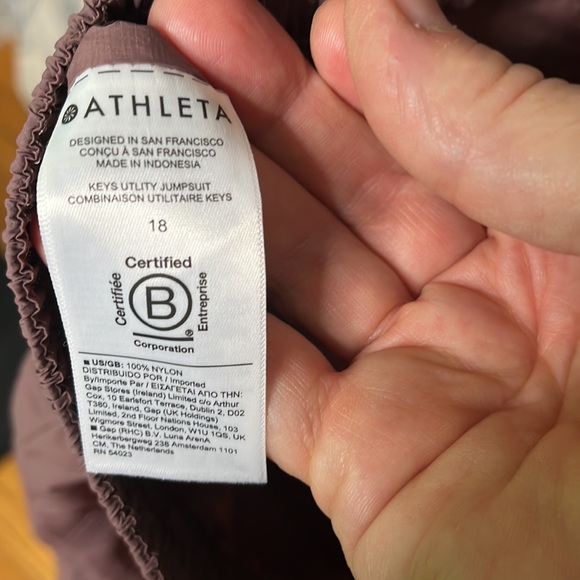 ATHLETA
DESIGNED IN SAN FRANCISCO
CONÇU À SAN FRANCISCO
MADE IN INDONESIA
KEYS UTLITY JUMPSUIT
COMBINAISON UTILITAIRE KEYS
18
Certified
Certifiée
B
Entreprise
®
Corporation
■ US/GB: 100% NYLON
DISTRIBUIDO POR / Imported
By/Importe Par / ΕΙΣΑΓΕΤΑΙ ΑΠΟ ΤΗΝ:
Gap Stores (Ireland) Limited c/o Arthur
Cox, 10 Earlsfort Terrace, Dublin 2, D02
T380, Ireland, Gap (UK Holdings)
Limited, 2nd Floor Nations House, 103
Wigmore Street, London, W1U 1QS, UK
■ Gap (RHC) B.V. Luna ArenA
Herikerbergweg 238 Amsterdam 1101
CM, The Netherlands
RN 54023